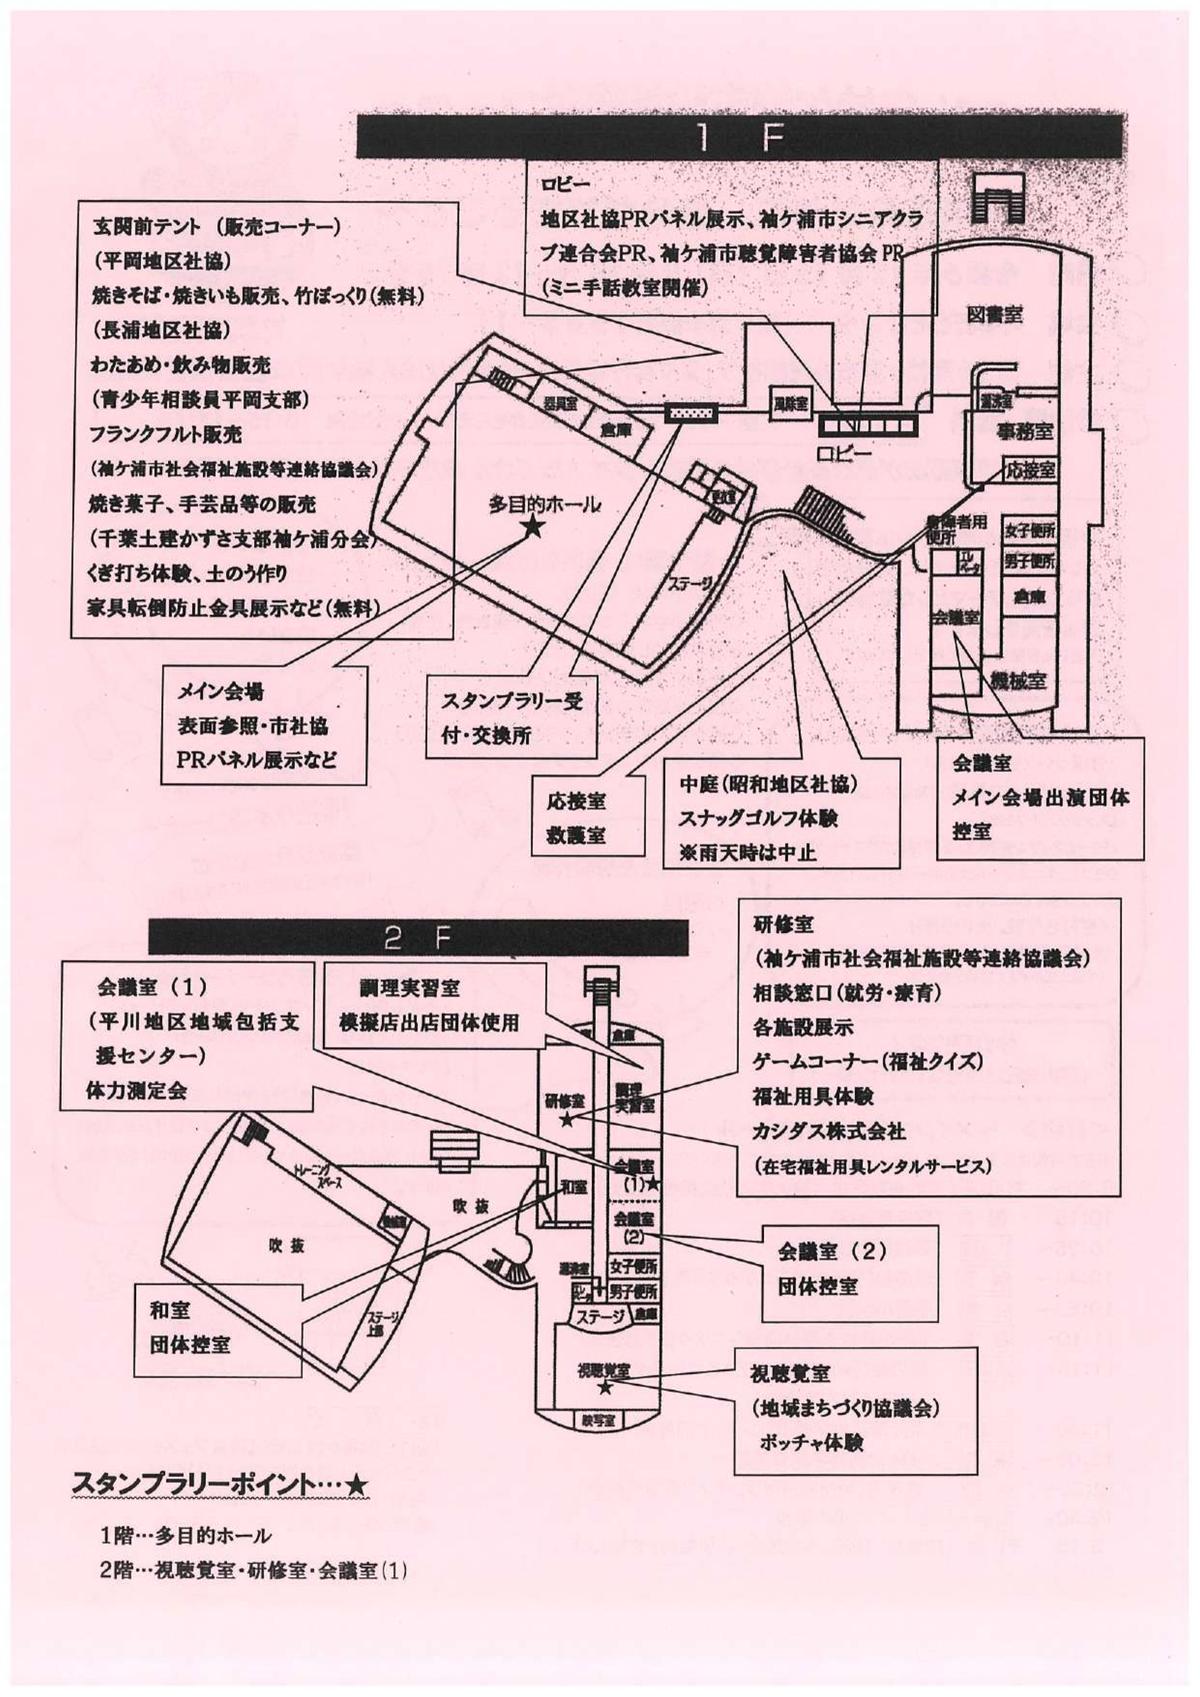 1 F
ロビー
地区社協PRパネル展示、袖ケ浦市シニアクラ
ブ連合会PR、袖ケ浦市聴覚障害者協会PR
(ミニ手話教室開催)
玄関前テント (販売コーナー)
(平岡地区社協)
焼きそば・焼きいも販売、竹ぽっくり(無料)
(長浦地区社協)
わたあめ・飲み物販売
(青少年相談員平岡支部)
フランクフルト販売
(袖ケ浦市社会福祉施設等連絡協議会)
焼き菓子、手芸品等の販売
(千葉土建かずさ支部袖ケ浦分会)
くぎ打ち体験、土のう作り
家具転倒防止金具展示など(無料)
図書室
湯沸室
事務室
応接室
風除室
ロビー
器具室
倉庫
多目的ホール
★
ステージ
身障者用
便所
女子便所
男子便所
エレベータ
倉庫
会議室
機械室
メイン会場
表面参照・市社協
PRパネル展示など
スタンプラリー受
付・交換所
応接室
救護室
中庭(昭和地区社協)
スナッグゴルフ体験
※雨天時は中止
会議室
メイン会場出演団体
控室
2 F
会議室(1)
(平川地区地域包括支
援センター)
体力測定会
調理実習室
模擬店出店団体使用
研修室
(袖ケ浦市社会福祉施設等連絡協議会)
相談窓口(就労・療育)
各施設展示
ゲームコーナー(福祉クイズ)
福祉用具体験
カシダス株式会社
(在宅福祉用具レンタルサービス)
倉庫
調理
実習室
研修室
★
会議室
(1)★
和室
会議室
(2)
トレーニング
スペース
吹抜
吹抜
ステージ
上部
湯沸室
女子便所
エレベータ
男子便所
ステージ
倉庫
視聴覚室
★
映写室
会議室(2)
団体控室
和室
団体控室
視聴覚室
(地域まちづくり協議会)
ボッチャ体験
スタンプラリーポイント…★
1階…多目的ホール
2階…視聴覚室・研修室・会議室(1)